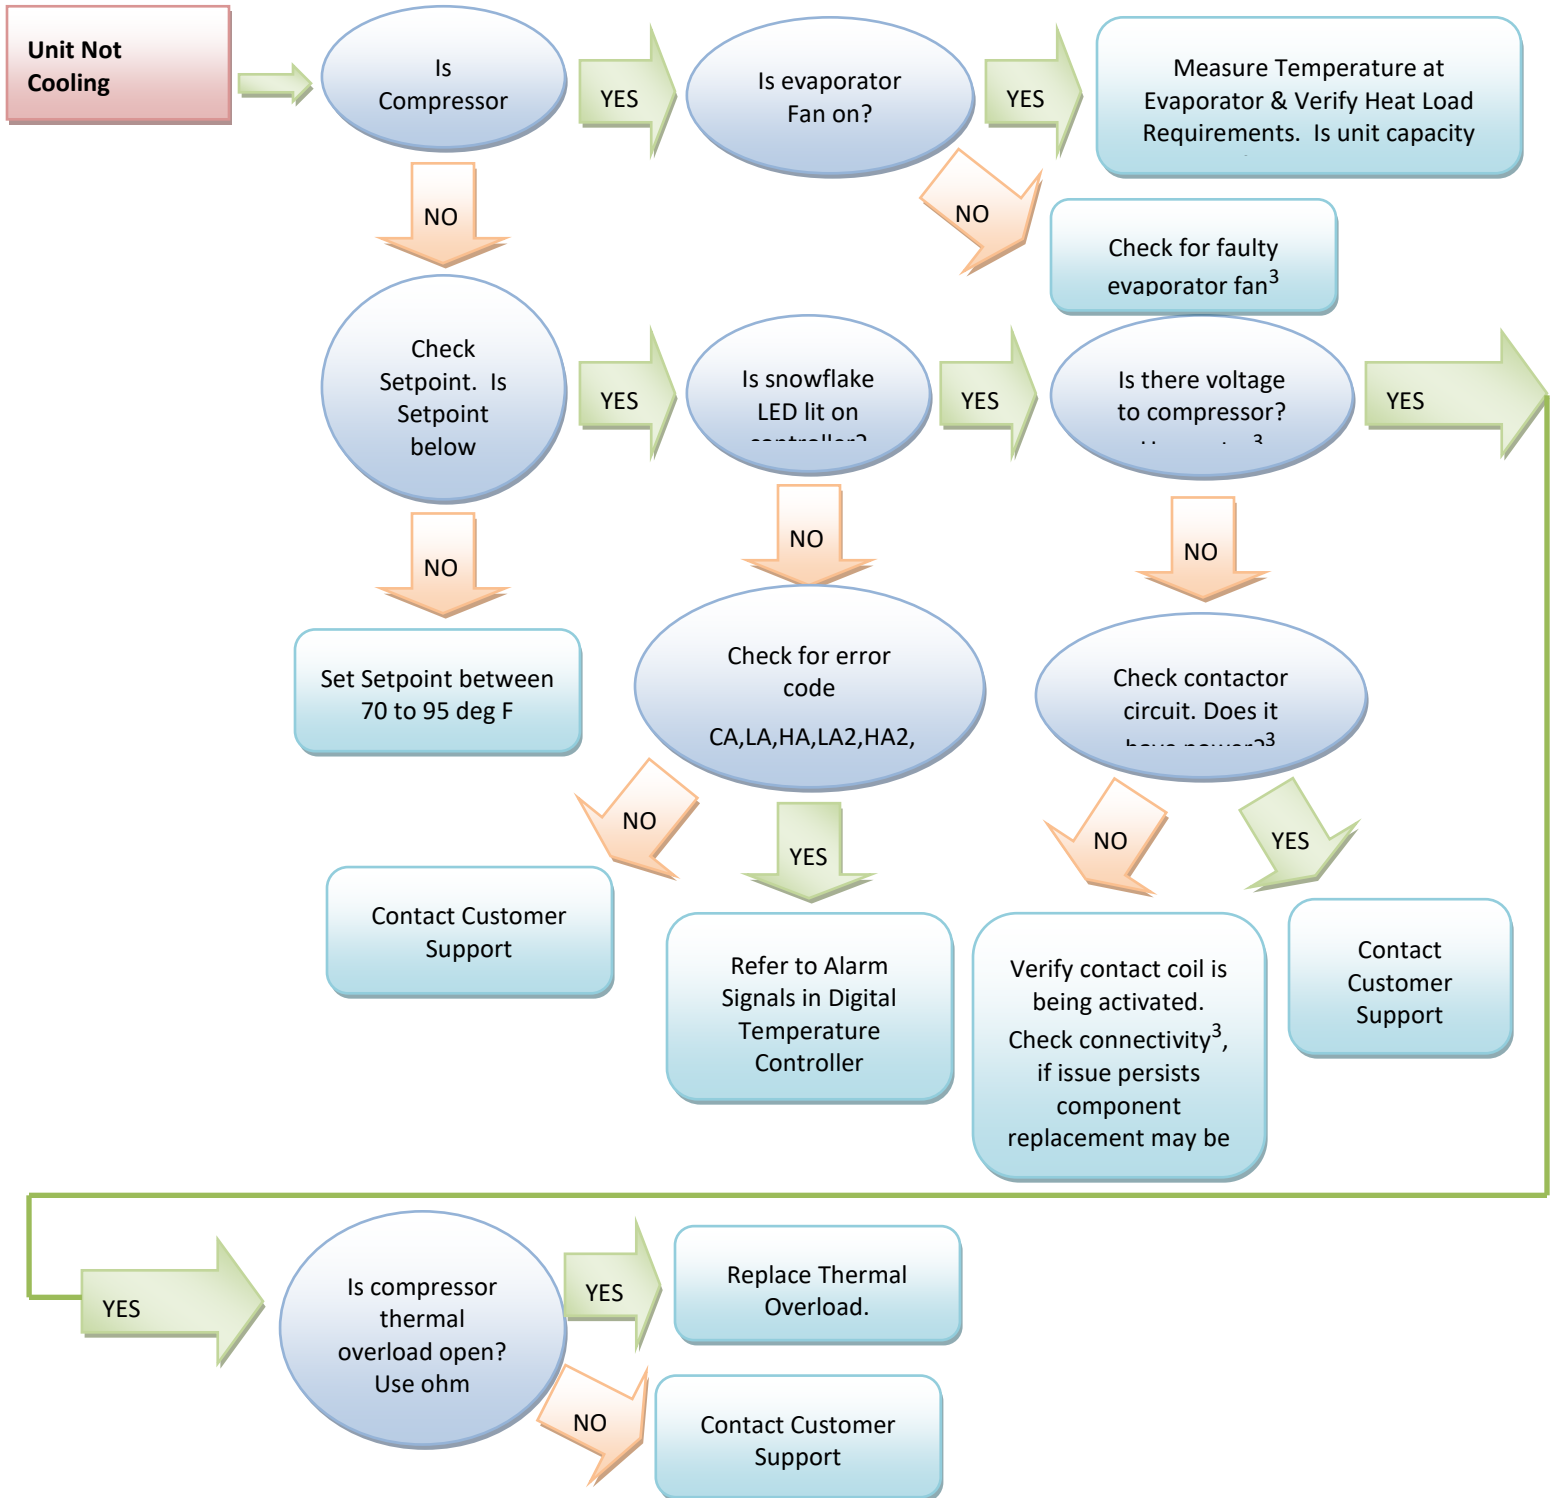 Unit Not
Cooling
Is
Compressor
YES
Is evaporator
Fan on?
YES
Measure Temperature at
Evaporator & Verify Heat Load
Requirements.  Is unit capacity
NO
NO
Check for faulty
evaporator fan3
Check
Setpoint.  Is
Setpoint
below
YES
Is snowflake
LED lit on
controller?
YES
Is there voltage
to compressor?
3
YES
NO
NO
NO
Set Setpoint between
70 to 95 deg F
Check for error
code
CA,LA,HA,LA2,HA2,
Check contactor
circuit. Does it
have power?3
NO
YES
NO
YES
Contact Customer
Support
Refer to Alarm
Signals in Digital
Temperature
Controller
Verify contact coil is
being activated.
Check connectivity3,
if issue persists
component
replacement may be
Contact
Customer
Support
YES
Is compressor
thermal
overload open?
Use ohm
YES
Replace Thermal
Overload.
NO
Contact Customer
Support